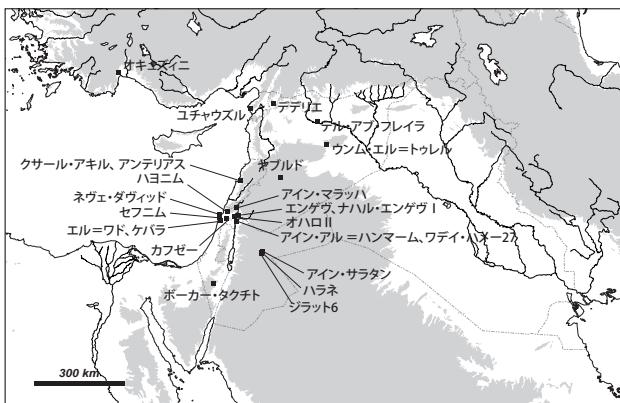 オキュズィニ
ユチャウズル
デデリエ
テル・アブ・フレイラ
ウンム・エル＝トゥレル
クサール・アキル、アンテリアス
ヤブルド
ハヨニム
ネヴェ・ダヴィッド
セフニム
エル＝ワド、ケバラ
カフゼー
アイン・マラッハ
エンゲヴ、ナハル・エンゲヴⅠ
オハロⅡ
アイン・アル＝ハンマーム、ワデイ・ハメー27
アイン・サラタン
ハラネ
ジラット6
ボーカー・タクチト
300 km